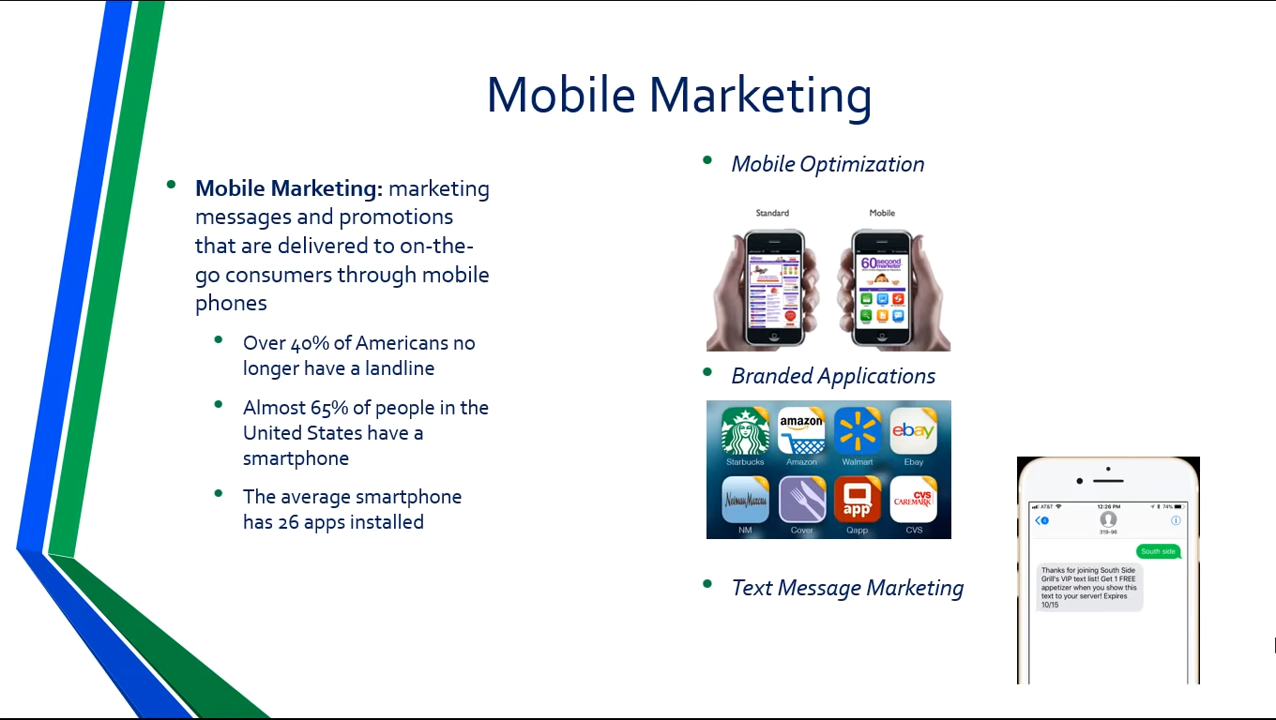 Mobile Marketing
Mobile Marketing: marketing
messages and promotions
that are delivered to on-the-
go consumers through mobile
phones
Over 40% of Americans no
longer have a landline
Almost 65% of people in the
United States have a
smartphone
The average smartphone
has 26 apps installed
Mobile Optimization
Standard
Mobile
60 second
marketer
Branded Applications
amazon
ebay
Starbucks
Amazon
Walmart
Ebay
Neiman Marcus
app
CVS
CAREMARK
NM
Cover
Qapp
CVS
Text Message Marketing
AT&T
12:26 PM
74%
319-96
South side
Thanks for joining South Side
Grill's VIP text list! Get 1 FREE
appetizer when you show this
text to your server! Expires
10/15